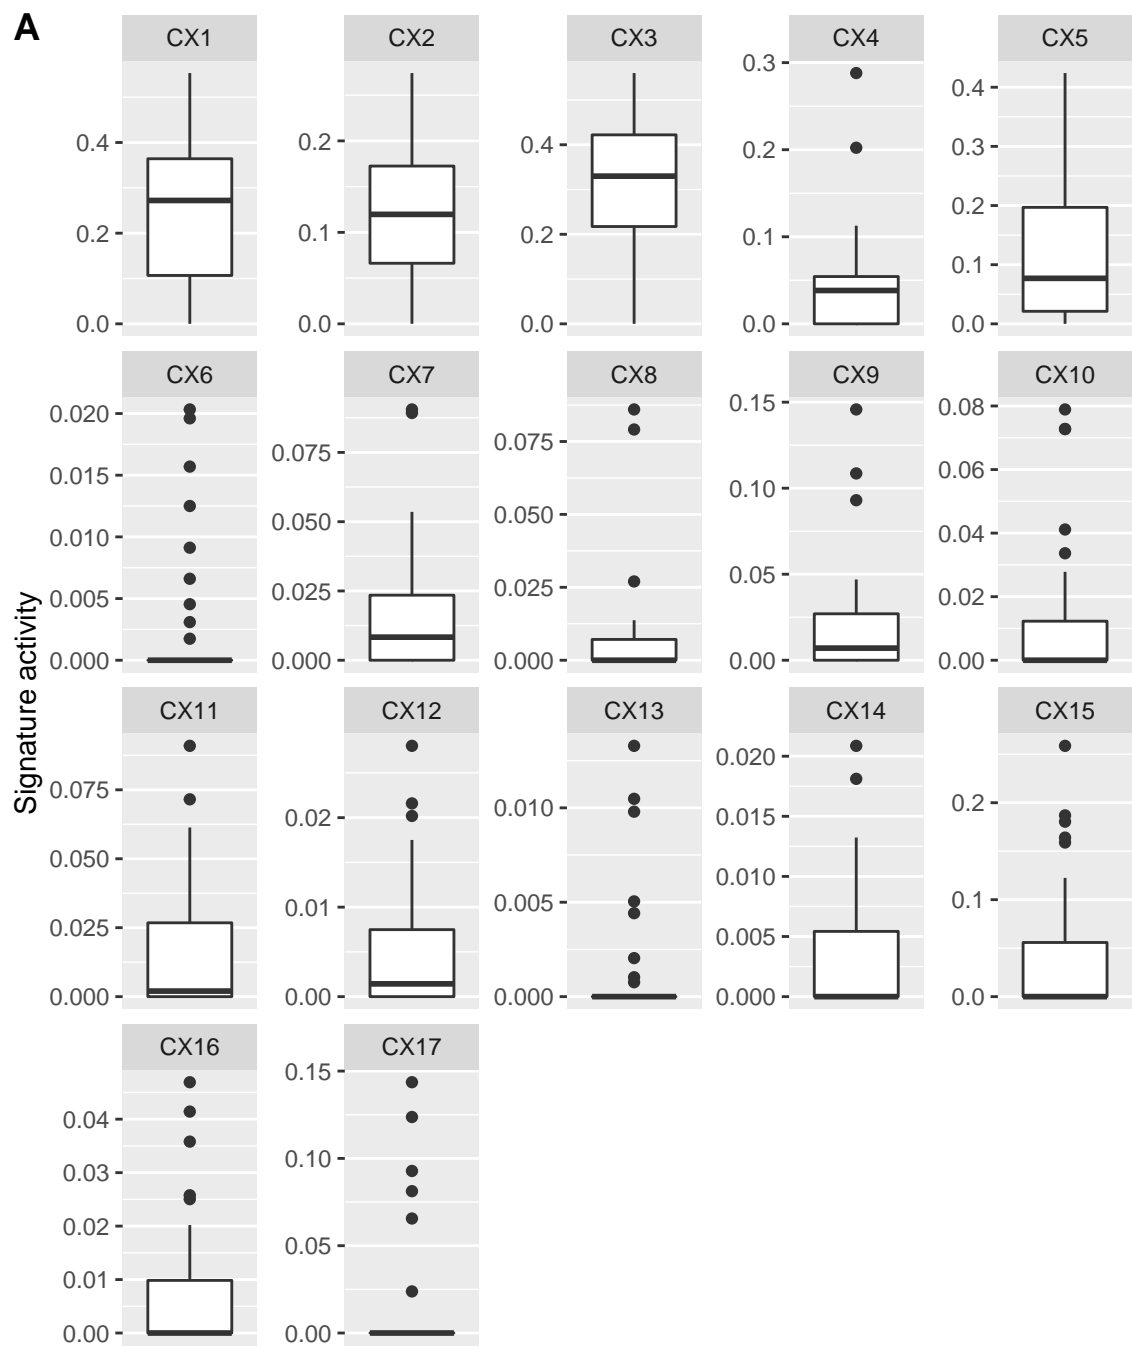 A
CX1 CX2 CX3 CX4 CX5
0.4 0.2 0.0
0.2 0.1 0.0
0.4 0.2 0.0
0.3 0.2 0.1 0.0
0.4 0.3 0.2 0.1 0.0
CX6 CX7 CX8 CX9 CX10
0.020 0.015 0.010 0.005 0.000
0.075 0.050 0.025 0.000
0.075 0.050 0.025 0.000
0.15 0.10 0.05 0.00
0.08 0.06 0.04 0.02 0.00
Signature activity
CX11 CX12 CX13 CX14 CX15
0.075 0.050 0.025 0.000
0.02 0.01 0.00
0.010 0.005 0.000
0.020 0.015 0.010 0.005 0.000
0.2 0.1 0.0
CX16 CX17
0.04 0.03 0.02 0.01 0.00
0.15 0.10 0.05 0.00